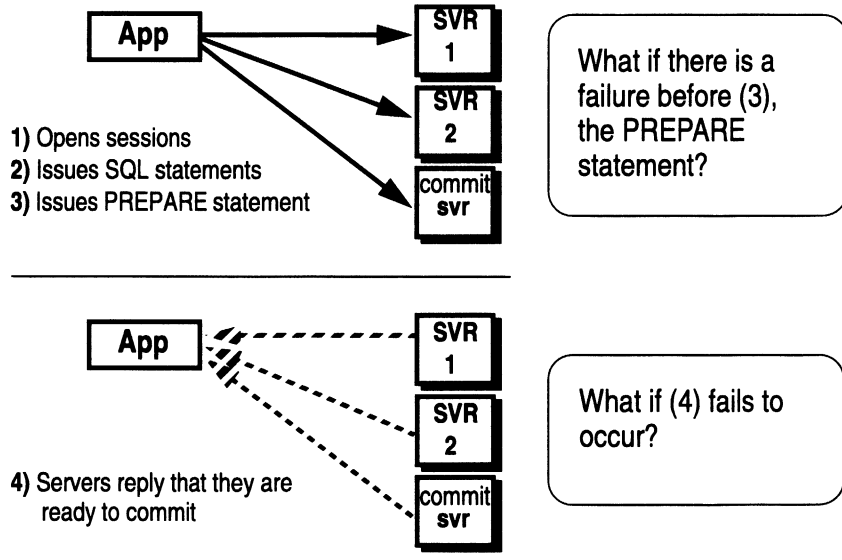 App
SVR
1
SVR
2
commit
svr
1) Opens sessions
2) Issues SQL statements
3) Issues PREPARE statement
What if there is a
failure before (3),
the PREPARE
statement?
App
SVR
1
SVR
2
commit
svr
4) Servers reply that they are
ready to commit
What if (4) fails to
occur?